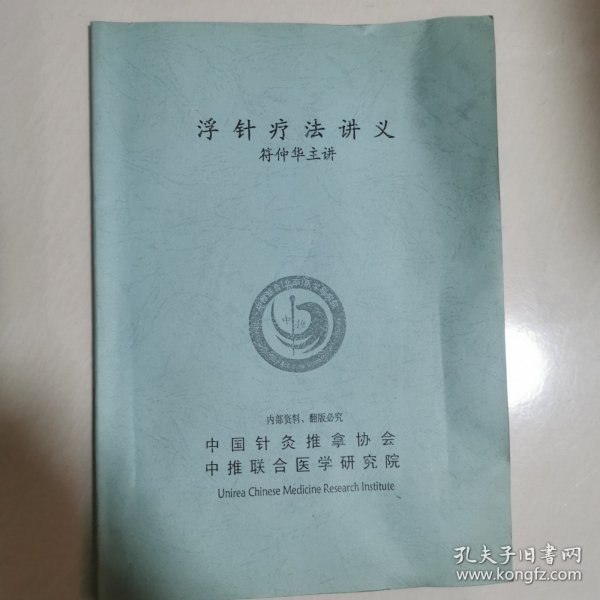 浮针疗法讲义
符仲华主讲
中推
内部资料、翻版必究
中国针灸推拿协会
中推联合医学研究院
Unirea Chinese Medicine Research Institute
孔夫子旧书网
www.kongfz.com